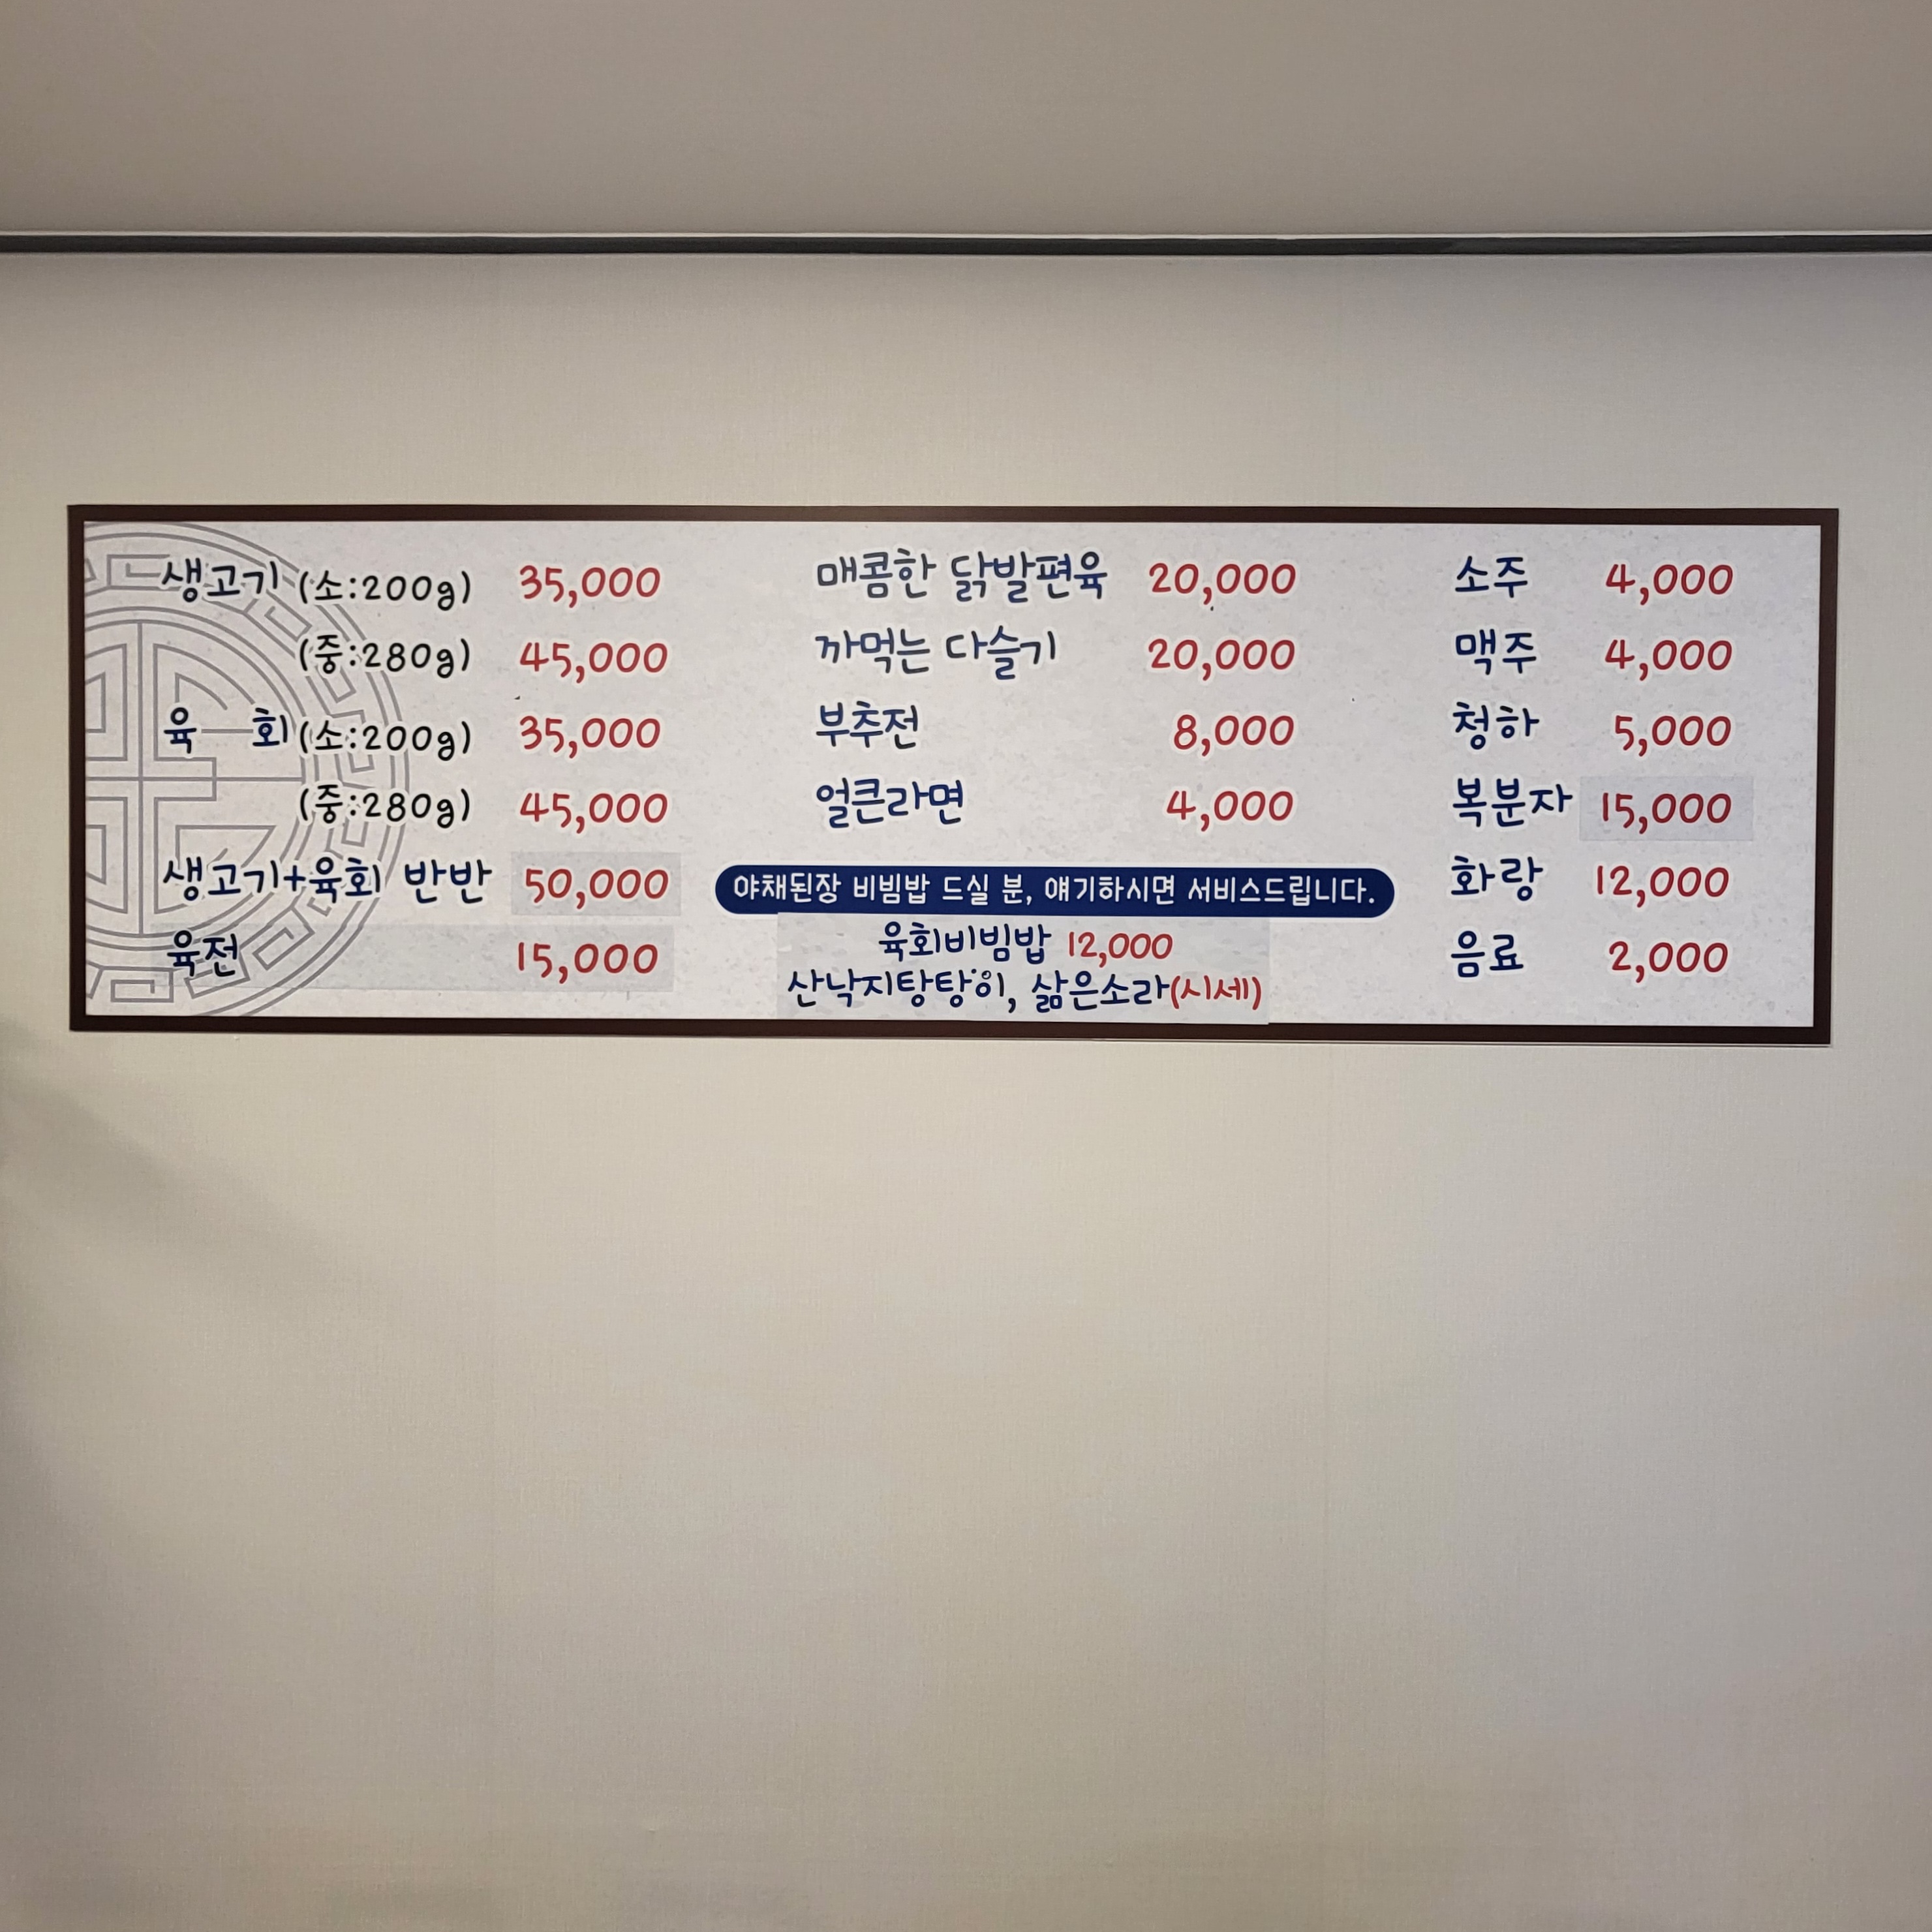 생고기 (소:200g) 35,000
(중:280g) 45,000
육 회 (소:200g) 35,000
(중:280g) 45,000
생고기+육회 반반 50,000
육전 15,000
매콤한 닭발편육 20,000
까먹는 다슬기 20,000
부추전 8,000
얼큰라면 4,000
야채된장 비빔밥 드실 분, 얘기하시면 서비스드립니다.
육회비빔밥 12,000
산낙지탕탕이, 삶은소라(시세)
소주 4,000
맥주 4,000
청하 5,000
복분자 15,000
화랑 12,000
음료 2,000